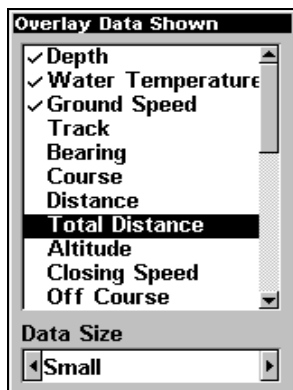 Overlay Data Shown
✓Depth
✓Water Temperature
✓Ground Speed
Track
Bearing
Course
Distance
Total Distance
Altitude
Closing Speed
Off Course
Data Size
Small